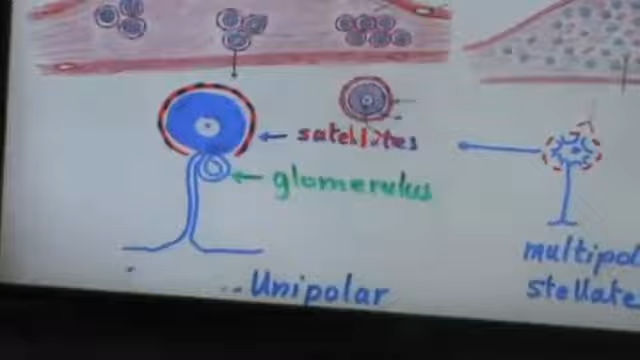 satellites
glomerulus
Unipolar
multipol
stellate